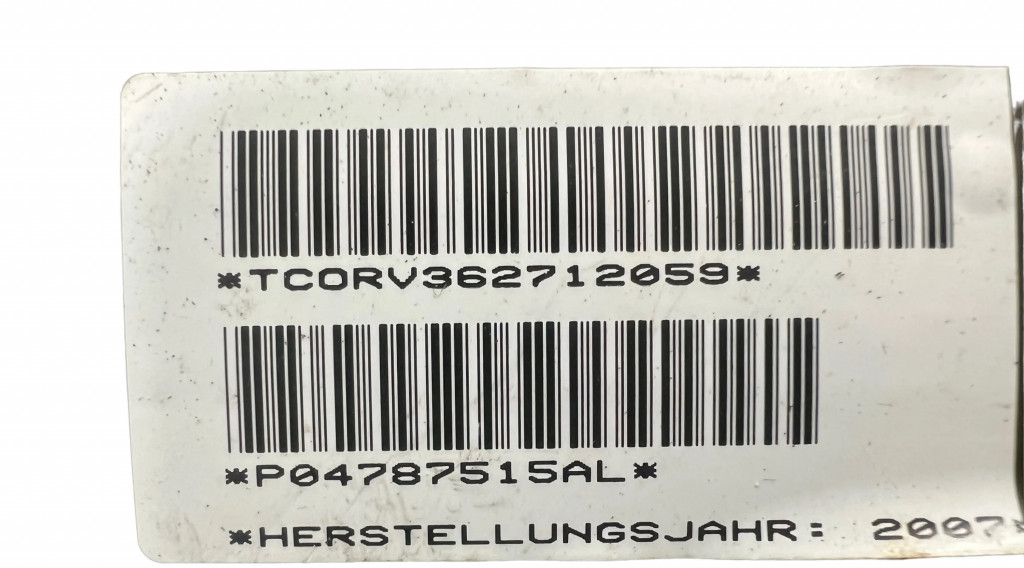 *TCORV362712059*
*P04787515AL*
*HERSTELLUNGSJAHR: 2007*